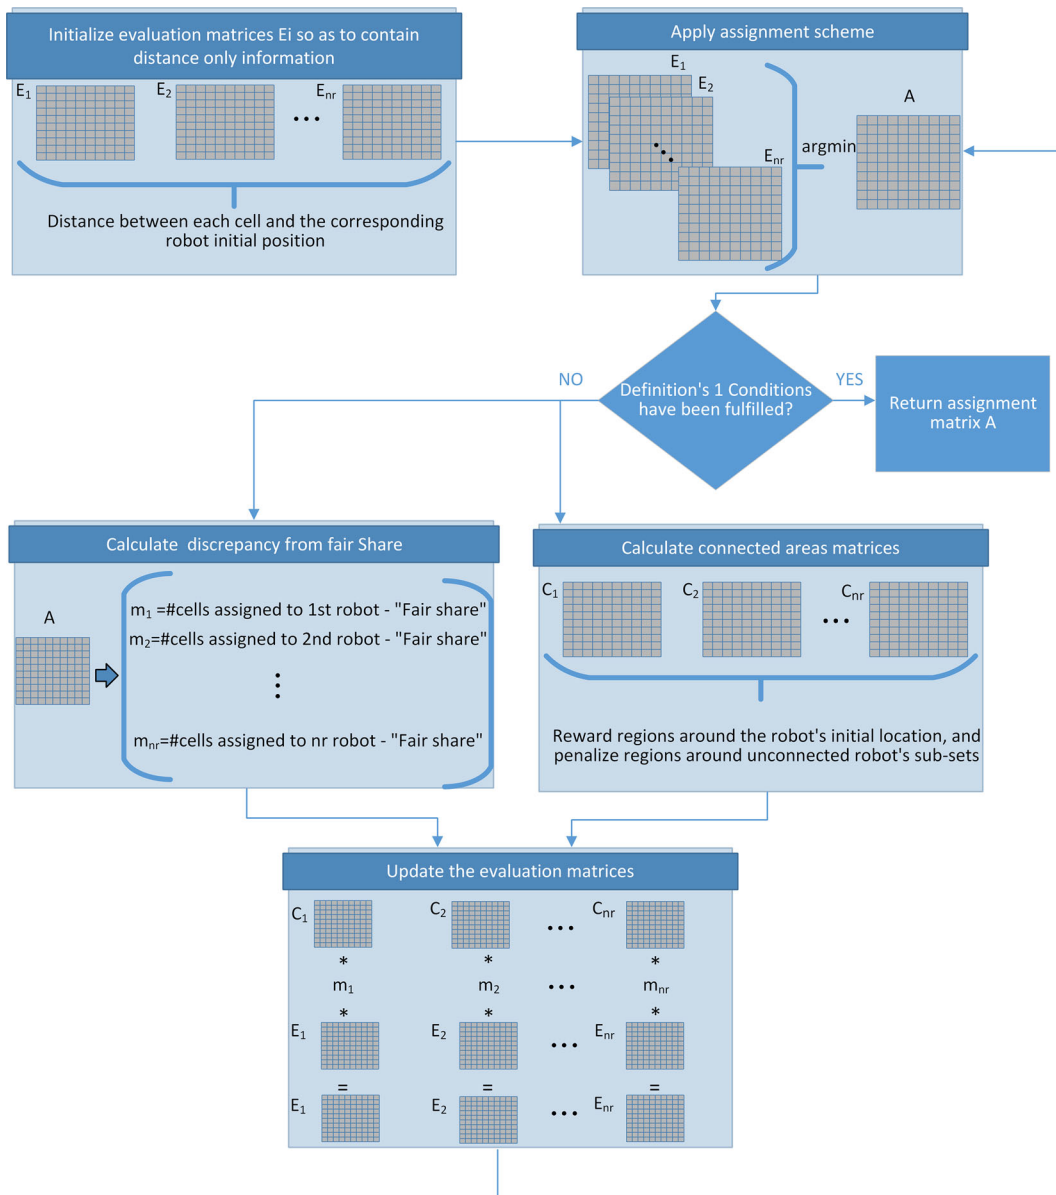 Initialize evaluation matrices Ei so as to contain
distance only information
E1 E2 ... Enr
Distance between each cell and the corresponding
robot initial position
Apply assignment scheme
E1
E2
...
Enr
argmin
A
Definition's 1 Conditions
have been fulfilled?
NO
YES
Return assignment
matrix A
Calculate discrepancy from fair Share
A
m1 =#cells assigned to 1st robot - "Fair share"
m2=#cells assigned to 2nd robot - "Fair share"
...
mnr=#cells assigned to nr robot - "Fair share"
Calculate connected areas matrices
C1 C2 ... Cnr
Reward regions around the robot's initial location, and
penalize regions around unconnected robot's sub-sets
Update the evaluation matrices
C1 C2 ... Cnr
* * *
m1 m2 ... mnr
* * *
E1 E2 ... Enr
= = =
E1 E2 ... Enr